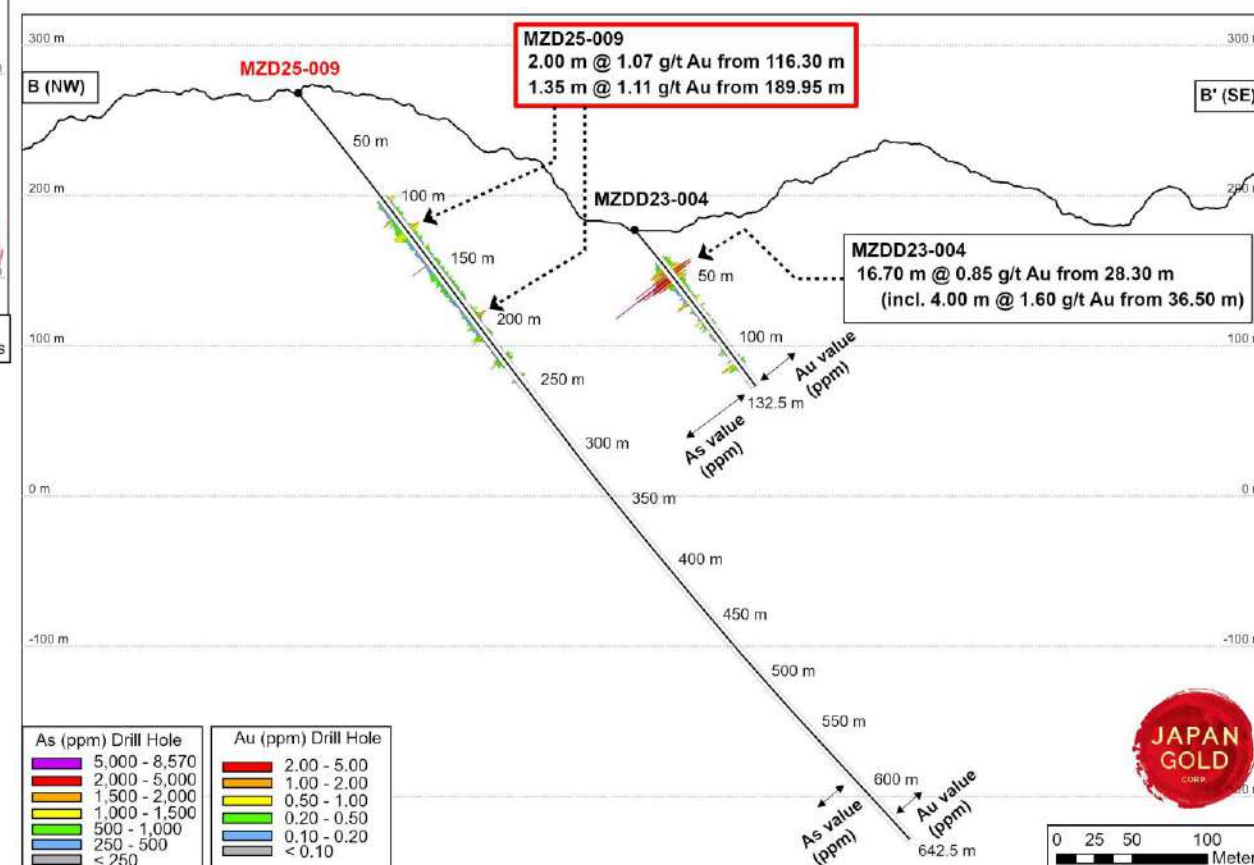 300 m
300 m
B (NW)
MZD25-009
MZD25-009
2.00 m @ 1.07 g/t Au from 116.30 m
1.35 m @ 1.11 g/t Au from 189.95 m
B' (SE)
50 m
100 m
200 m
MZDD23-004
MZDD23-004
16.70 m @ 0.85 g/t Au from 28.30 m
(incl. 4.00 m @ 1.60 g/t Au from 36.50 m)
150 m
50 m
200 m
100 m
100 m
250 m
132.5 m
Au value
(ppm)
As value
(ppm)
300 m
0 m
350 m
400 m
450 m
-100 m
500 m
550 m
600 m
642.5 m
As value
(ppm)
Au value
(ppm)
As (ppm) Drill Hole
5,000 - 8,570
2,000 - 5,000
1,500 - 2,000
1,000 - 1,500
500 - 1,000
250 - 500
< 250
Au (ppm) Drill Hole
2.00 - 5.00
1.00 - 2.00
0.50 - 1.00
0.20 - 0.50
0.10 - 0.20
< 0.10
JAPAN
GOLD
CORP
0 25 50 100
Meter